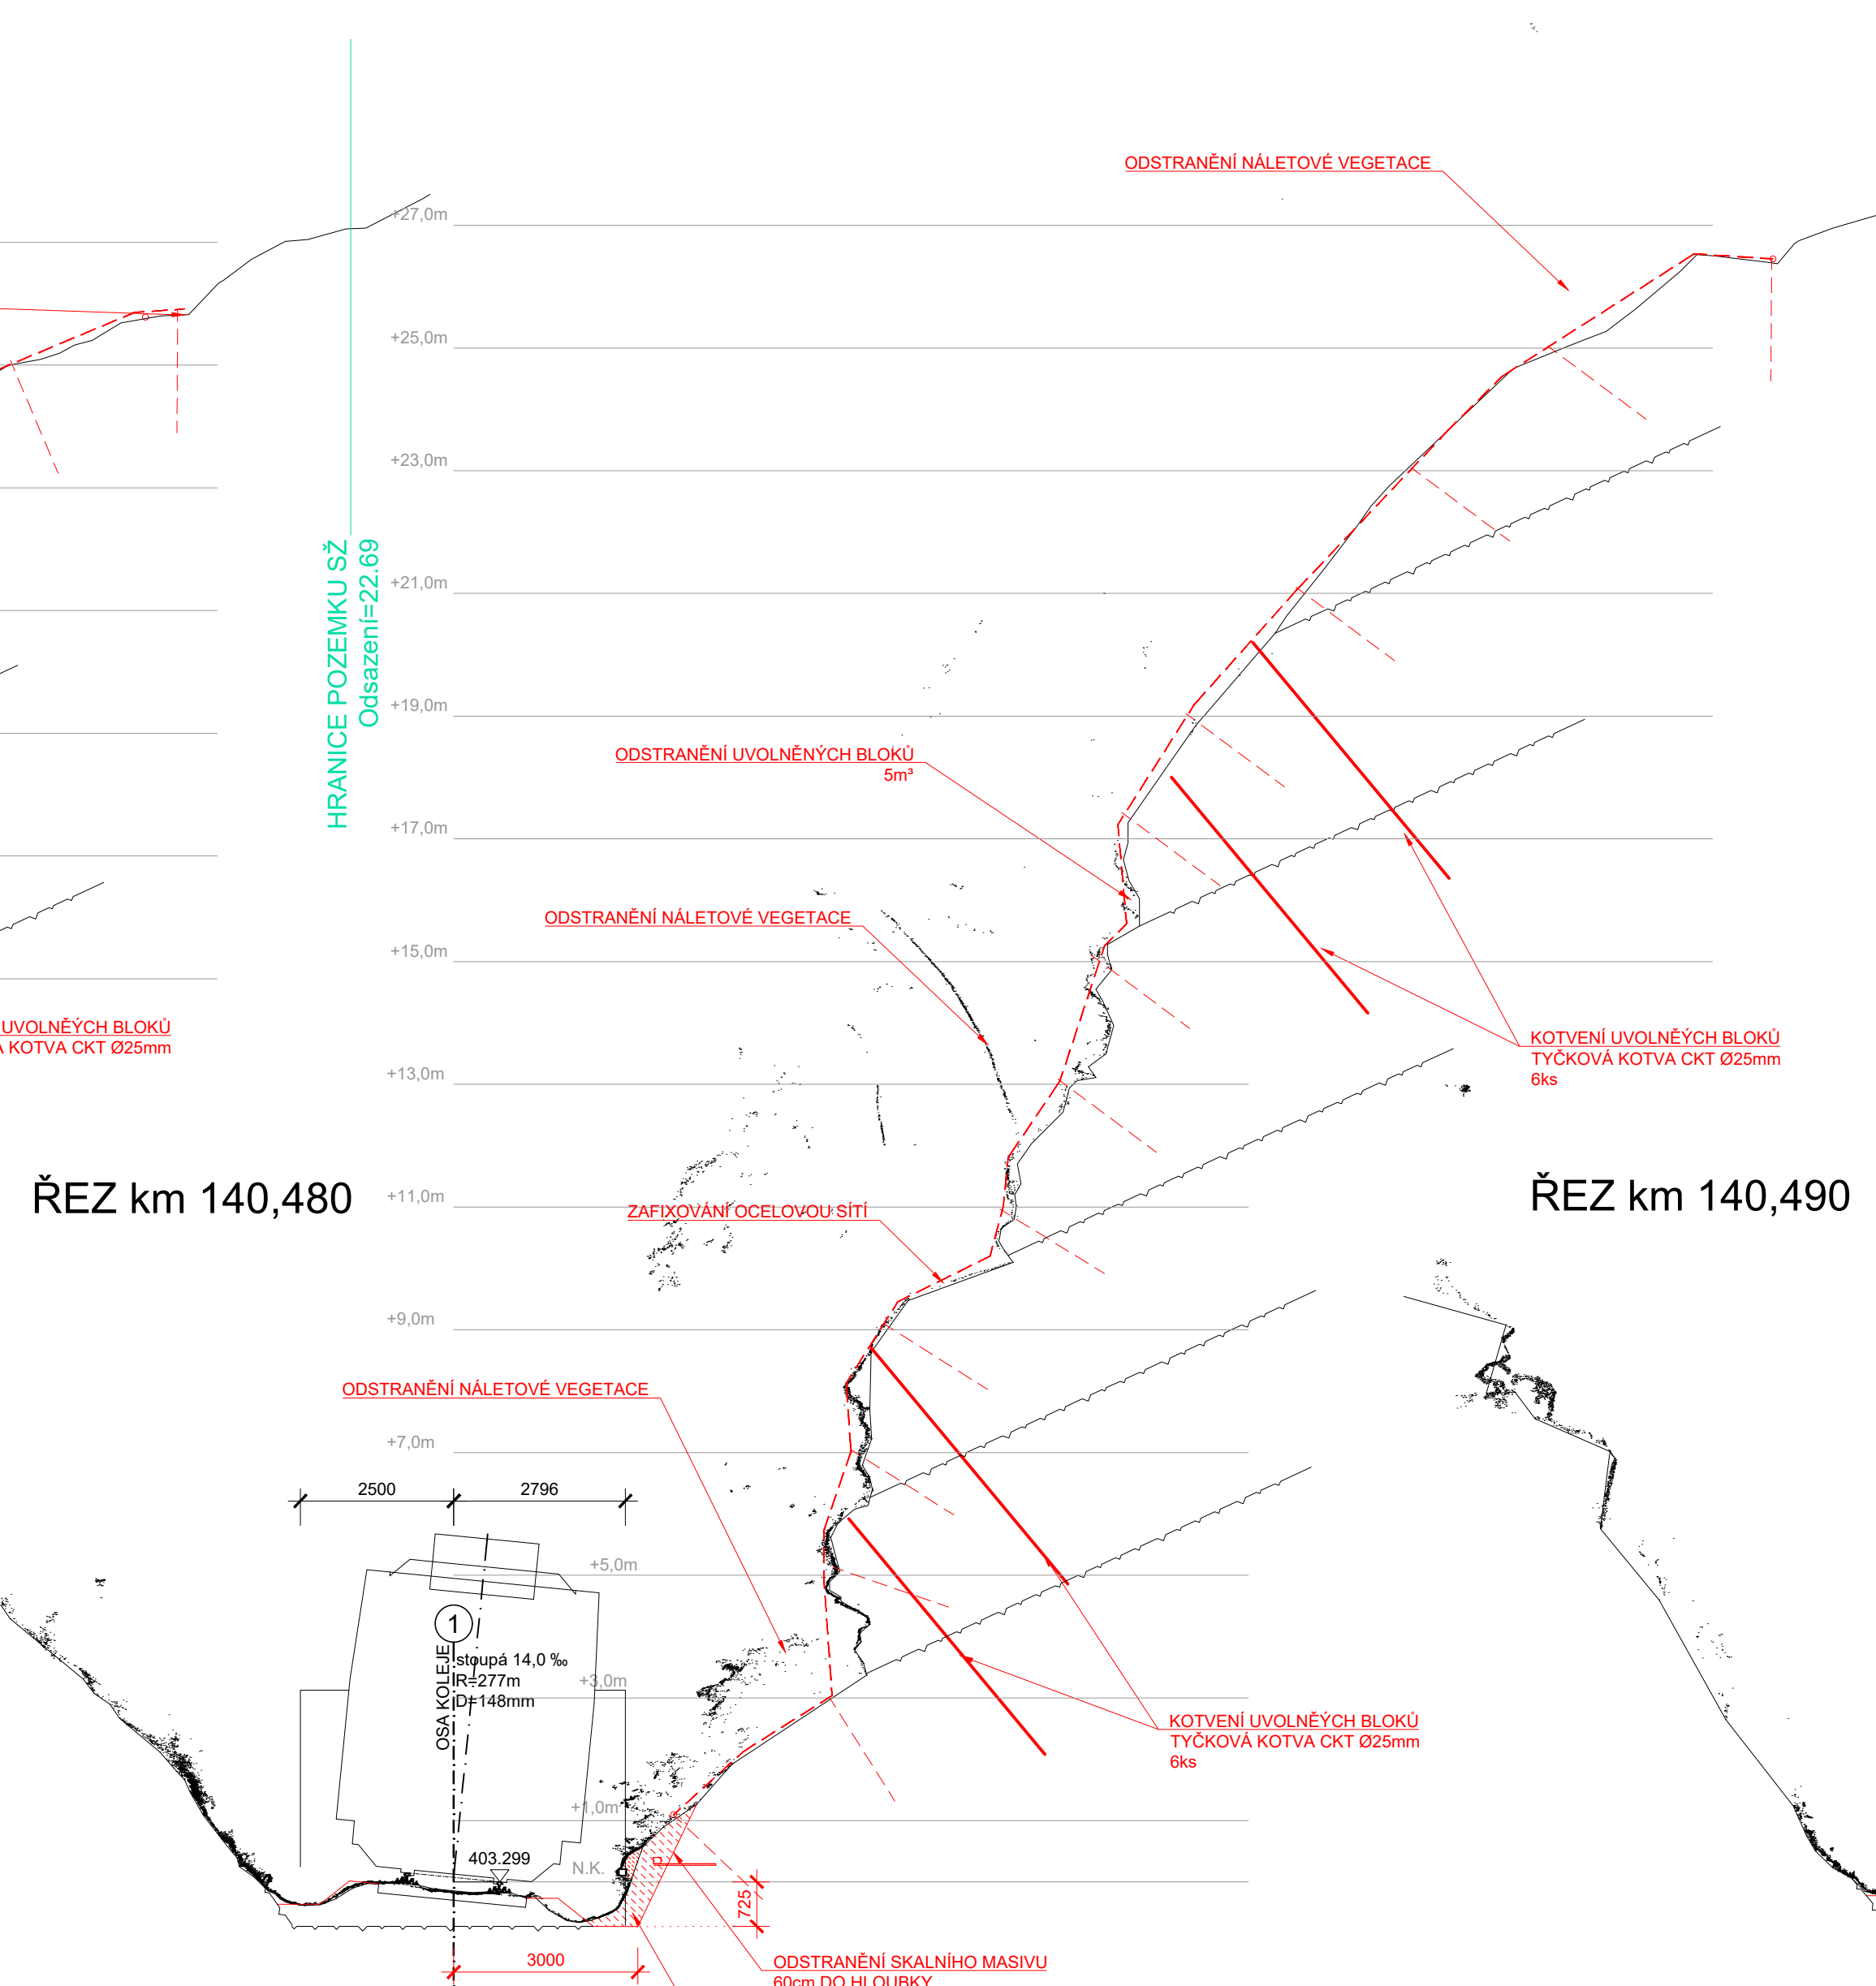 ODSTRANĚNÍ NÁLETOVÉ VEGETACE
+27,0m
+25,0m
+23,0m
+21,0m
+19,0m
+17,0m
+15,0m
+13,0m
+11,0m
+9,0m
+7,0m
+5,0m
+3,0m
+1,0m
N.K.
HRANICE POZEMKU SŽ
Odsazení=22.69
ODSTRANĚNÍ UVOLNĚNÝCH BLOKŮ
5m³
ODSTRANĚNÍ NÁLETOVÉ VEGETACE
UVOLNĚÝCH BLOKŮ
KOTVA CKT Ø25mm
KOTVENÍ UVOLNĚÝCH BLOKŮ
TYČKOVÁ KOTVA CKT Ø25mm
6ks
ŘEZ km 140,480
ŘEZ km 140,490
ZAFIXOVÁNÍ OCELOVOU SÍTÍ
ODSTRANĚNÍ NÁLETOVÉ VEGETACE
2500
2796
1
OSA KOLEJE
stoupá 14,0 ‰
R=277m
D=148mm
KOTVENÍ UVOLNĚÝCH BLOKŮ
TYČKOVÁ KOTVA CKT Ø25mm
6ks
403.299
725
3000
ODSTRANĚNÍ SKALNÍHO MASIVU
60cm DO HLOUBKY